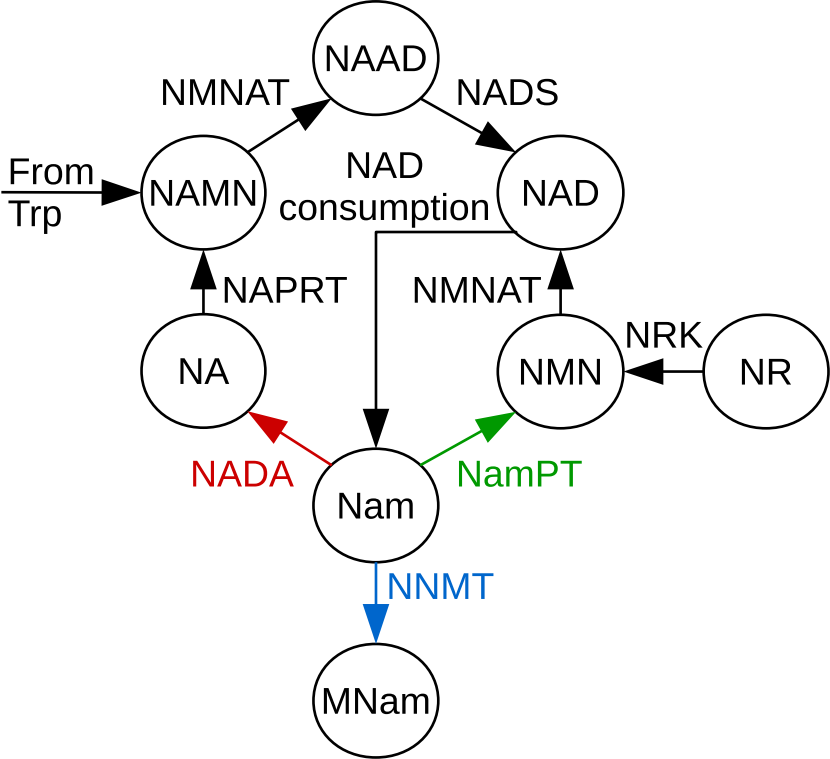 NAAD
NMNAT
NADS
From
Trp
NAMN
NAD
consumption
NAD
NAPRT
NMNAT
NRK
NA
NMN
NR
NADA
NamPT
Nam
NNMT
MNam